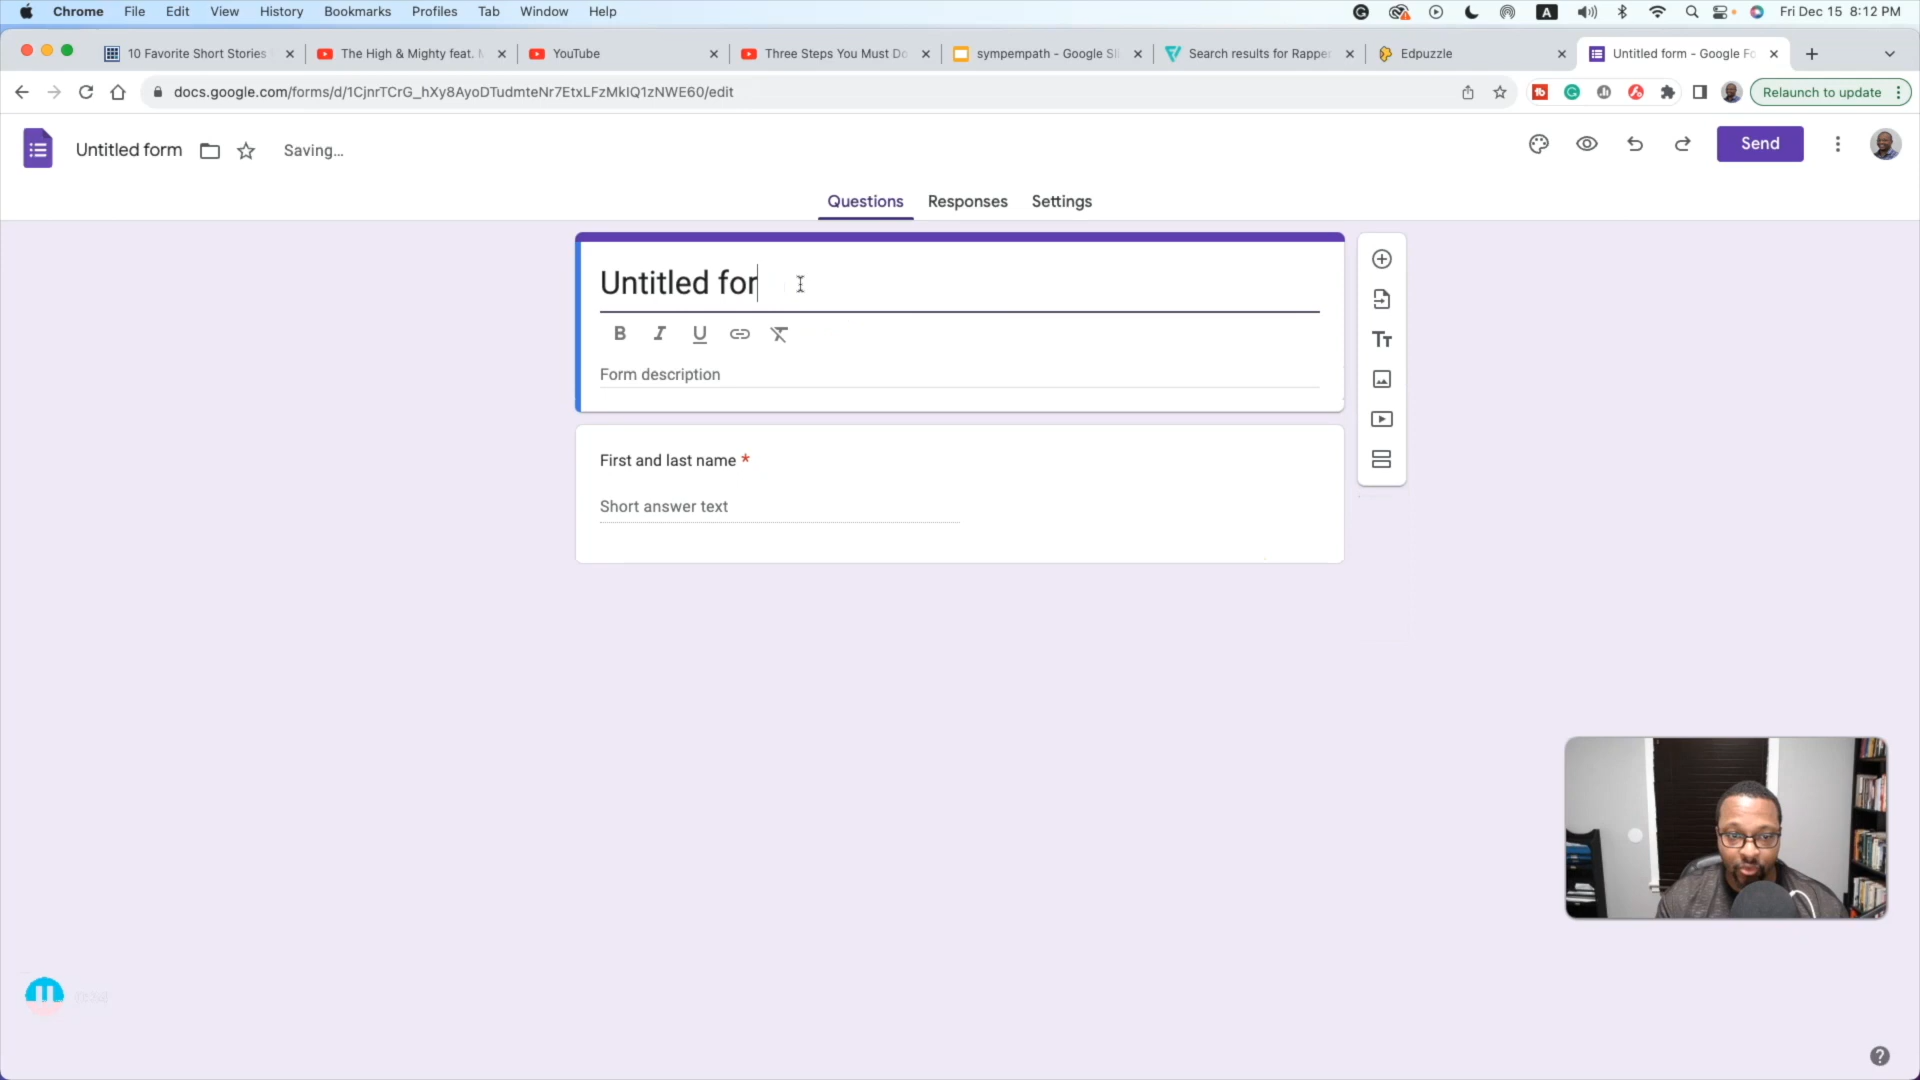 Chrome File Edit View History Bookmarks Profiles Tab Window Help A Fri Dec 15 8:12 PM
10 Favorite Short Stories The High & Mighty feat. YouTube Three Steps You Must Do sympempath - Google Sli Search results for Rappe Edpuzzle Untitled form - Google Fo
docs.google.com/forms/d/1CjnrTCrG_hXy8AyoDTudmteNr7EtxLFzMkIQ1zNWE60/edit Relaunch to update
Untitled form Saving... Send
Questions Responses Settings
Untitled for
B I U
Form description
First and last name *
Short answer text